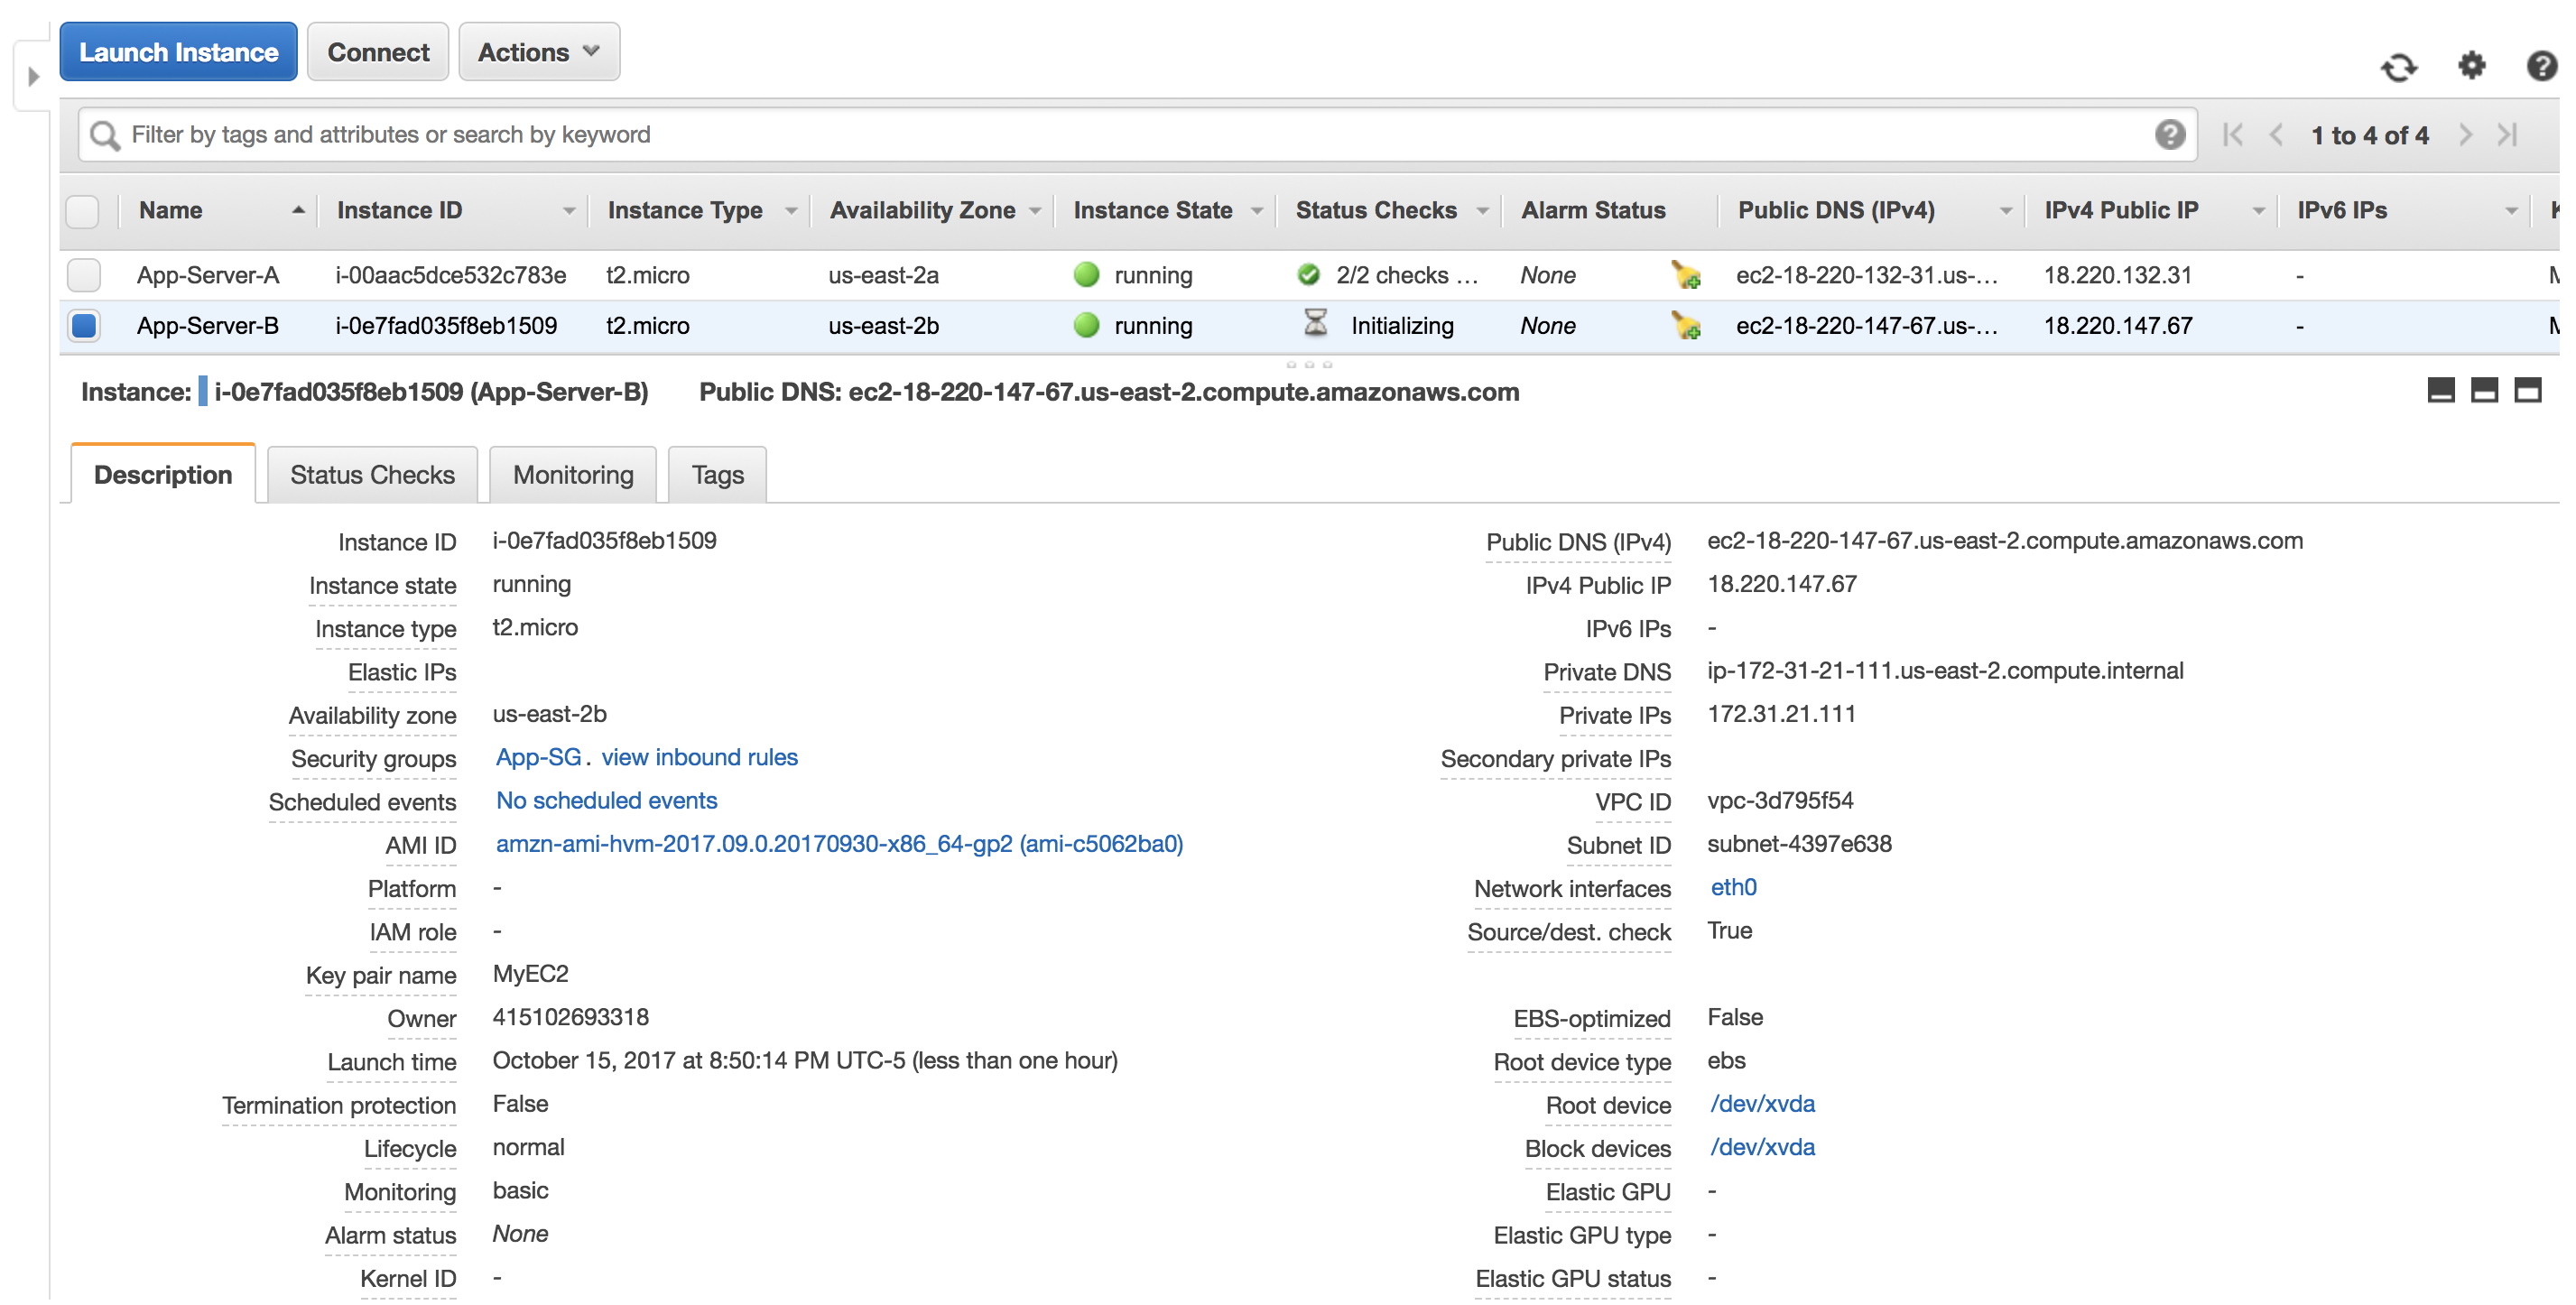 Launch Instance Connect Actions
Filter by tags and attributes or search by keyword 1 to 4 of 4
Name Instance ID Instance Type Availability Zone Instance State Status Checks Alarm Status Public DNS (IPv4) IPv4 Public IP IPv6 IPs
App-Server-A i-00aac5dce532c783e t2.micro us-east-2a running 2/2 checks ... None ec2-18-220-132-31.us-... 18.220.132.31 -
App-Server-B i-0e7fad035f8eb1509 t2.micro us-east-2b running Initializing None ec2-18-220-147-67.us-... 18.220.147.67 -
Instance: i-0e7fad035f8eb1509 (App-Server-B) Public DNS: ec2-18-220-147-67.us-east-2.compute.amazonaws.com
Description Status Checks Monitoring Tags
Instance ID i-0e7fad035f8eb1509 Public DNS (IPv4) ec2-18-220-147-67.us-east-2.compute.amazonaws.com
Instance state running IPv4 Public IP 18.220.147.67
Instance type t2.micro IPv6 IPs -
Elastic IPs Private DNS ip-172-31-21-111.us-east-2.compute.internal
Availability zone us-east-2b Private IPs 172.31.21.111
Security groups App-SG. view inbound rules Secondary private IPs
Scheduled events No scheduled events VPC ID vpc-3d795f54
AMI ID amzn-ami-hvm-2017.09.0.20170930-x86_64-gp2 (ami-c5062ba0) Subnet ID subnet-4397e638
Platform - Network interfaces eth0
IAM role - Source/dest. check True
Key pair name MyEC2
Owner 415102693318 EBS-optimized False
Launch time October 15, 2017 at 8:50:14 PM UTC-5 (less than one hour) Root device type ebs
Termination protection False Root device /dev/xvda
Lifecycle normal Block devices /dev/xvda
Monitoring basic Elastic GPU -
Alarm status None Elastic GPU type -
Kernel ID - Elastic GPU status -